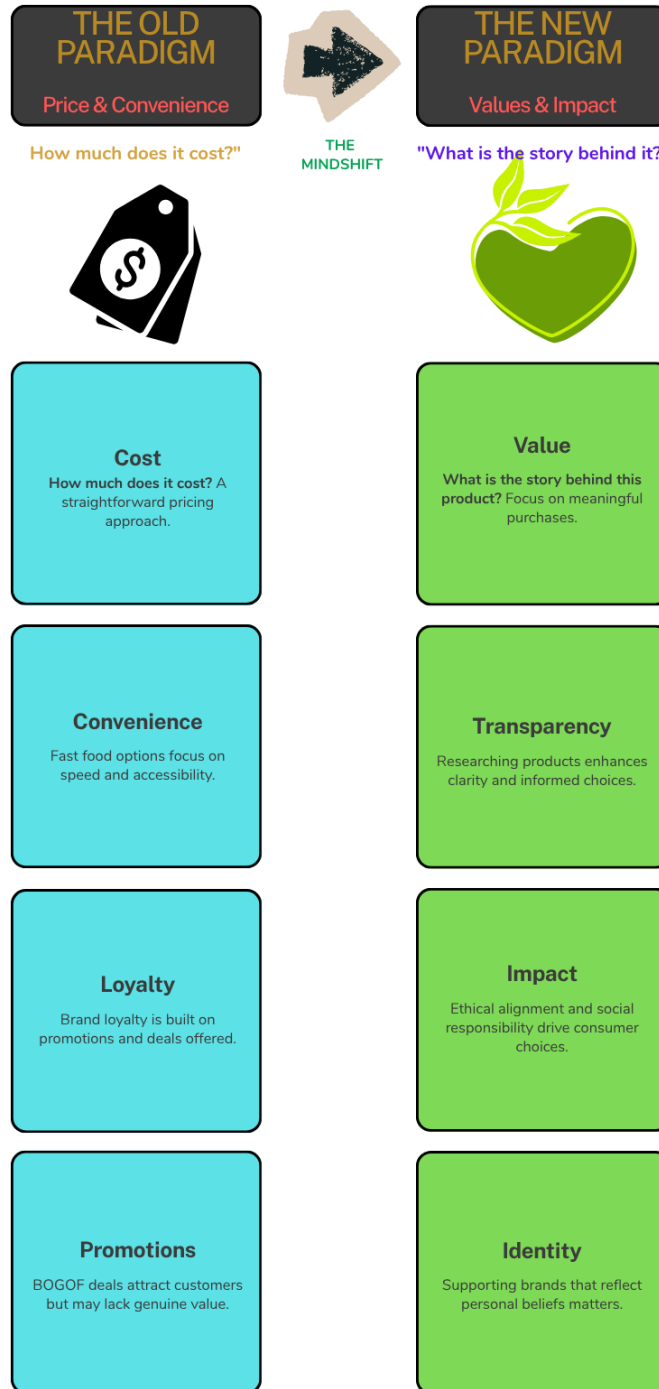 THE OLD
PARADIGM
Price & Convenience
How much does it cost?"
THE
MINDSHIFT
THE NEW
PARADIGM
Values & Impact
"What is the story behind it?
$
Cost
How much does it cost? A
straightforward pricing
approach.
Value
What is the story behind this
product? Focus on meaningful
purchases.
Convenience
Fast food options focus on
speed and accessibility.
Transparency
Researching products enhances
clarity and informed choices.
Loyalty
Brand loyalty is built on
promotions and deals offered.
Impact
Ethical alignment and social
responsibility drive consumer
choices.
Promotions
BOGOF deals attract customers
but may lack genuine value.
Identity
Supporting brands that reflect
personal beliefs matters.